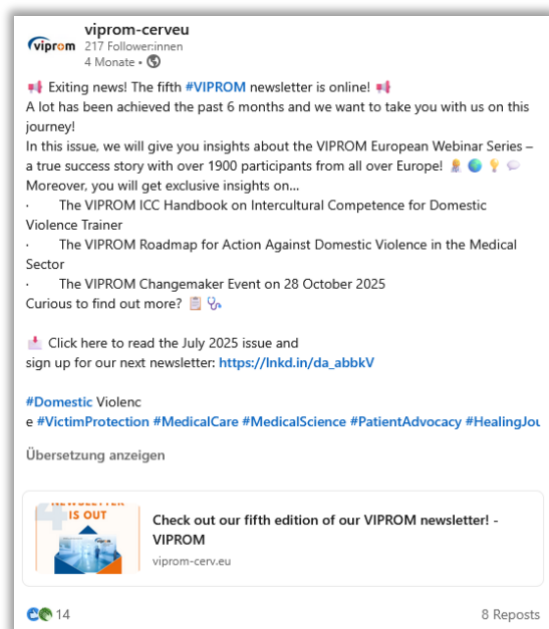 viprom
viprom-cerveu
217 Follower:innen
4 Monate •
Exiting news! The fifth #VIPROM newsletter is online!
A lot has been achieved the past 6 months and we want to take you with us on this
journey!
In this issue, we will give you insights about the VIPROM European Webinar Series –
a true success story with over 1900 participants from all over Europe!
Moreover, you will get exclusive insights on...
· The VIPROM ICC Handbook on Intercultural Competence for Domestic
Violence Trainer
· The VIPROM Roadmap for Action Against Domestic Violence in the Medical
Sector
· The VIPROM Changemaker Event on 28 October 2025
Curious to find out more?
Click here to read the July 2025 issue and
sign up for our next newsletter: https://lnkd.in/da_abbkV
#Domestic Violenc
e #VictimProtection #MedicalCare #MedicalScience #PatientAdvocacy #HealingJou
Übersetzung anzeigen
NEWSLETTER
IS OUT
Check out our fifth edition of our VIPROM newsletter! -
VIPROM
viprom-cerv.eu
14
8 Reposts